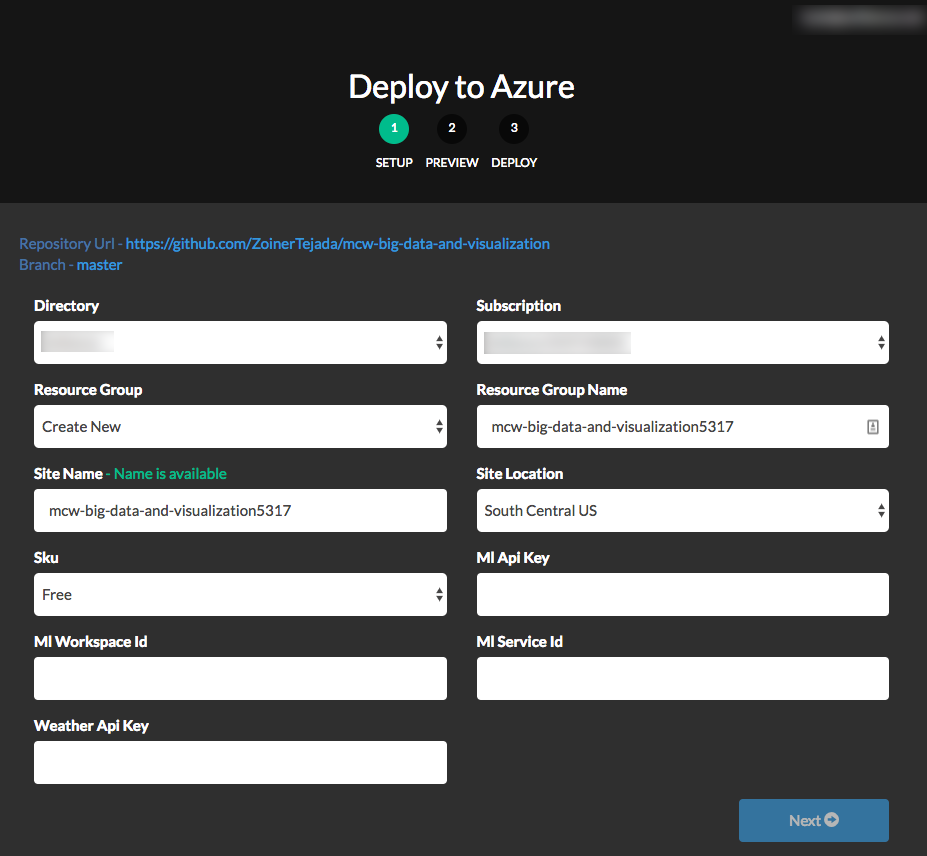 Deploy to Azure
1 2 3
SETUP PREVIEW DEPLOY
Repository Url - https://github.com/ZoinerTejada/mcw-big-data-and-visualization
Branch - master
Directory Subscription
Resource Group Resource Group Name
Create New mcw-big-data-and-visualization5317
Site Name - Name is available Site Location
mcw-big-data-and-visualization5317 South Central US
Sku Ml Api Key
Free
Ml Workspace Id Ml Service Id
Weather Api Key
Next